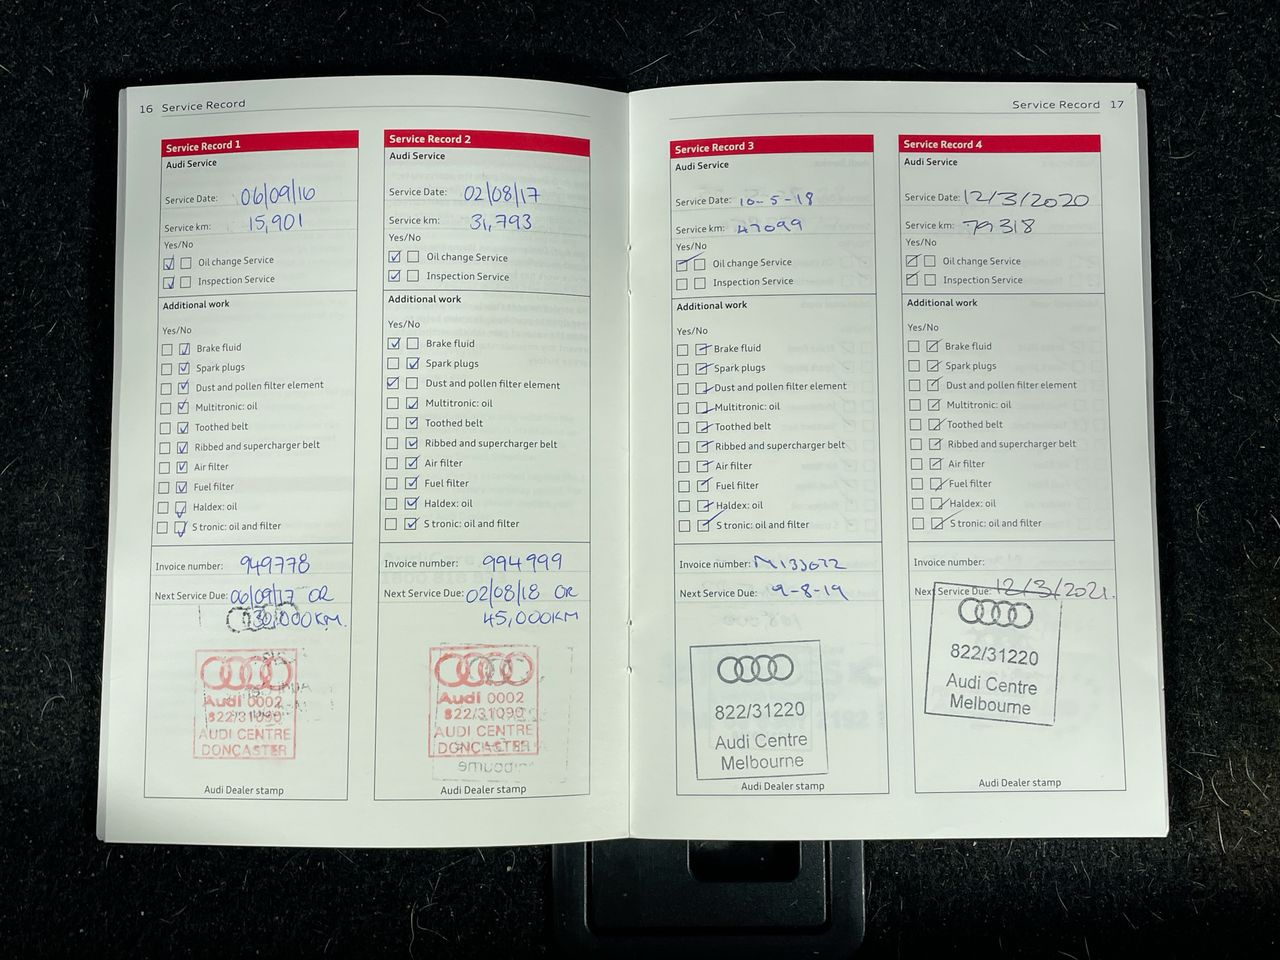 16 Service Record
Service Record 1
Audi Service
Service Date: 06/09/16
Service km: 15,901
Yes/No
Oil change Service
Inspection Service
Additional work
Yes/No
Brake fluid
Spark plugs
Dust and pollen filter element
Multitronic: oil
Toothed belt
Ribbed and supercharger belt
Air filter
Fuel filter
Haldex: oil
S tronic: oil and filter
Invoice number: 949778
Next Service Due: 06/09/17 OR
30,000KM.
Audi 0002
822/31090
AUDI CENTRE
DONCASTER
Audi Dealer stamp
Service Record 2
Audi Service
Service Date: 02/08/17
Service km: 31,793
Yes/No
Oil change Service
Inspection Service
Additional work
Yes/No
Brake fluid
Spark plugs
Dust and pollen filter element
Multitronic: oil
Toothed belt
Ribbed and supercharger belt
Air filter
Fuel filter
Haldex: oil
S tronic: oil and filter
Invoice number: 994999
Next Service Due: 02/08/18 OR
45,000KM
Audi 0002
822/31090
AUDI CENTRE
DONCASTER
Audi Dealer stamp
Service Record 17
Service Record 3
Audi Service
Service Date: 10-5-18
Service km: 47099
Yes/No
Oil change Service
Inspection Service
Additional work
Yes/No
Brake fluid
Spark plugs
Dust and pollen filter element
Multitronic: oil
Toothed belt
Ribbed and supercharger belt
Air filter
Fuel filter
Haldex: oil
S tronic: oil and filter
Invoice number:
Next Service Due: 9-8-19
822/31220
Audi Centre
Melbourne
Audi Dealer stamp
Service Record 4
Audi Service
Service Date: 12/3/2020
Service km: 79318
Yes/No
Oil change Service
Inspection Service
Additional work
Yes/No
Brake fluid
Spark plugs
Dust and pollen filter element
Multitronic: oil
Toothed belt
Ribbed and supercharger belt
Air filter
Fuel filter
Haldex: oil
S tronic: oil and filter
Invoice number:
Next Service Due: 12/3/2021.
822/31220
Audi Centre
Melbourne
Audi Dealer stamp